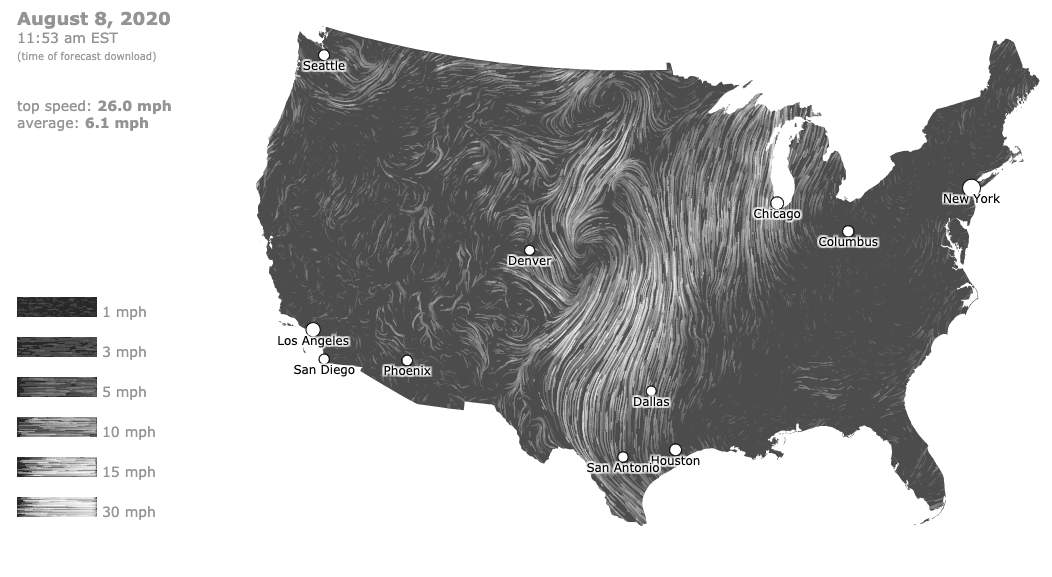 August 8, 2020
11:53 am EST
(time of forecast download)
top speed: 26.0 mph
average: 6.1 mph
1 mph
3 mph
5 mph
10 mph
15 mph
30 mph
Seattle
New York
Chicago
Columbus
Denver
Los Angeles
San Diego
Phoenix
Dallas
Houston
San Antonio